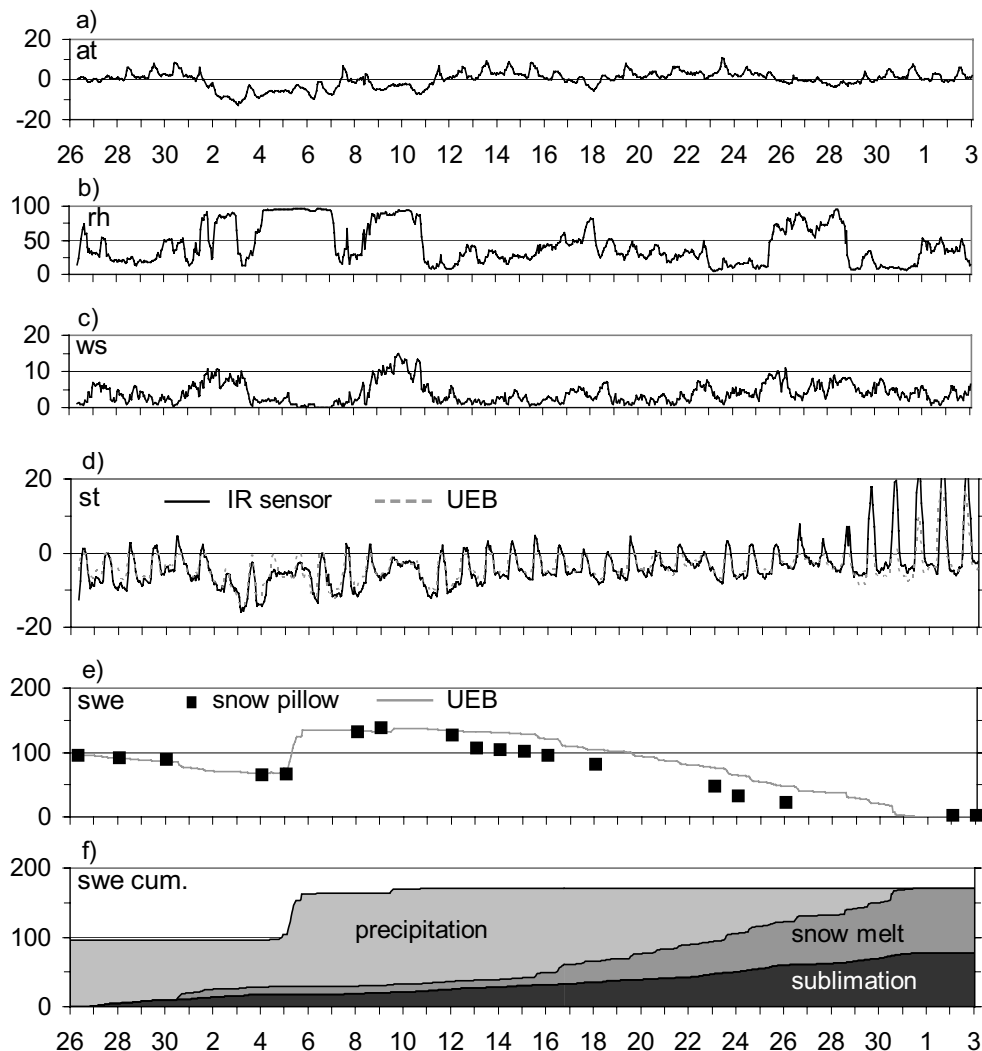 a)
20
at
0
-20
26 28 30 2 4 6 8 10 12 14 16 18 20 22 24 26 28 30 1 3
b)
100
rh
50
0
c)
20
ws
10
0
d)
20
st
IR sensor
UEB
0
-20
e)
200
swe
snow pillow
UEB
100
0
f)
200
swe cum.
precipitation
100
snow melt
sublimation
0
26 28 30 2 4 6 8 10 12 14 16 18 20 22 24 26 28 30 1 3